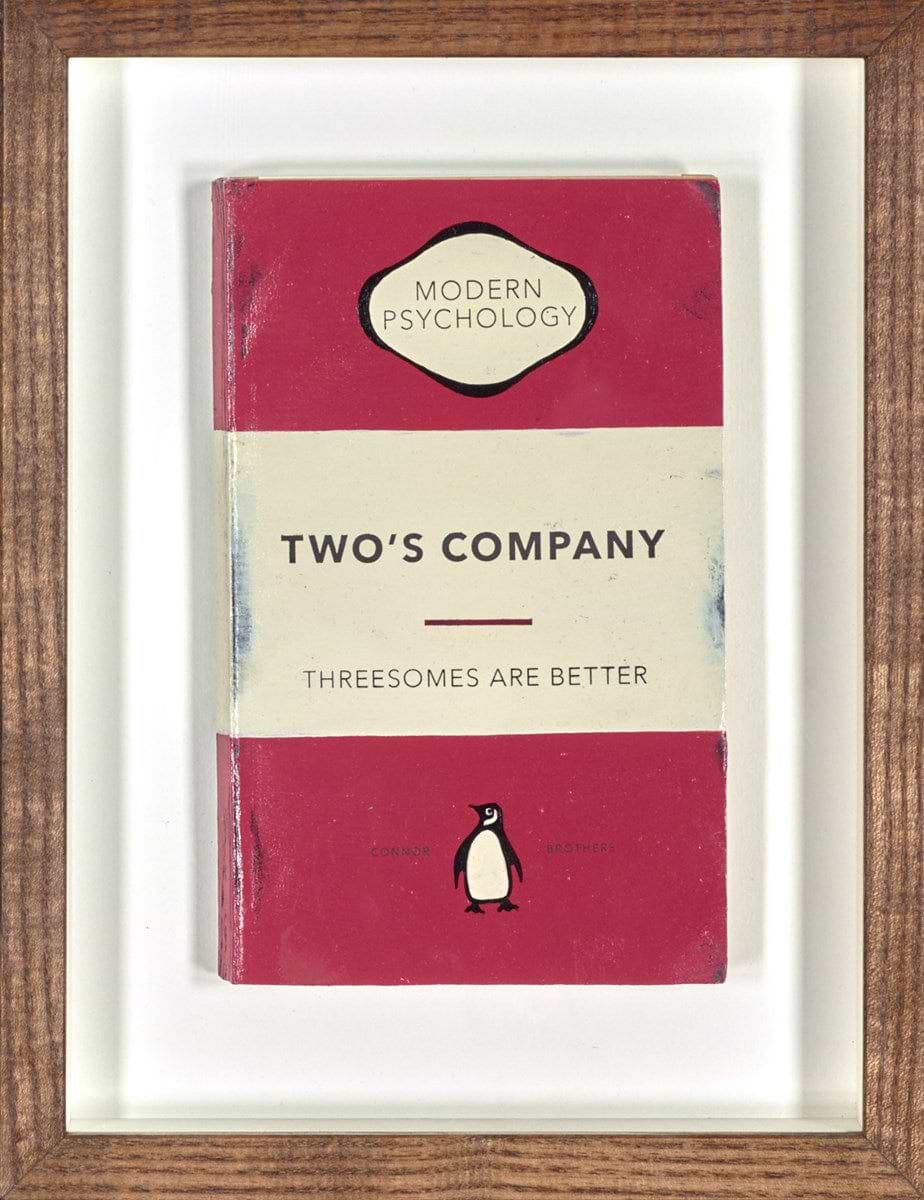 MODERN
PSYCHOLOGY
TWO'S COMPANY
THREESOMES ARE BETTER
CONNOR BROTHERS